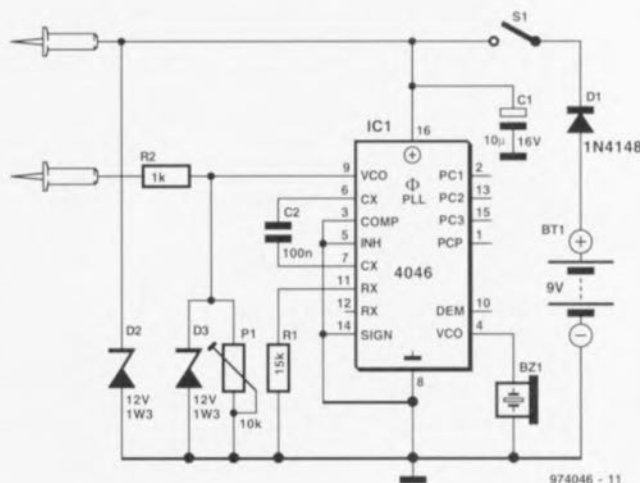 S1
C1
D1
IC1
16
10µ
16V
1N4148
R2
1k
9
VCO
Φ
PLL
PC1
2
6
CX
PC2
13
C2
3
COMP
PC3
15
BT1
5
INH
PCP
1
100n
7
CX
4046
11
RX
9V
12
RX
DEM
10
D2
D3
P1
R1
14
SIGN
VCO
4
15k
8
BZ1
12V
1W3
12V
1W3
10k
974046 - 11